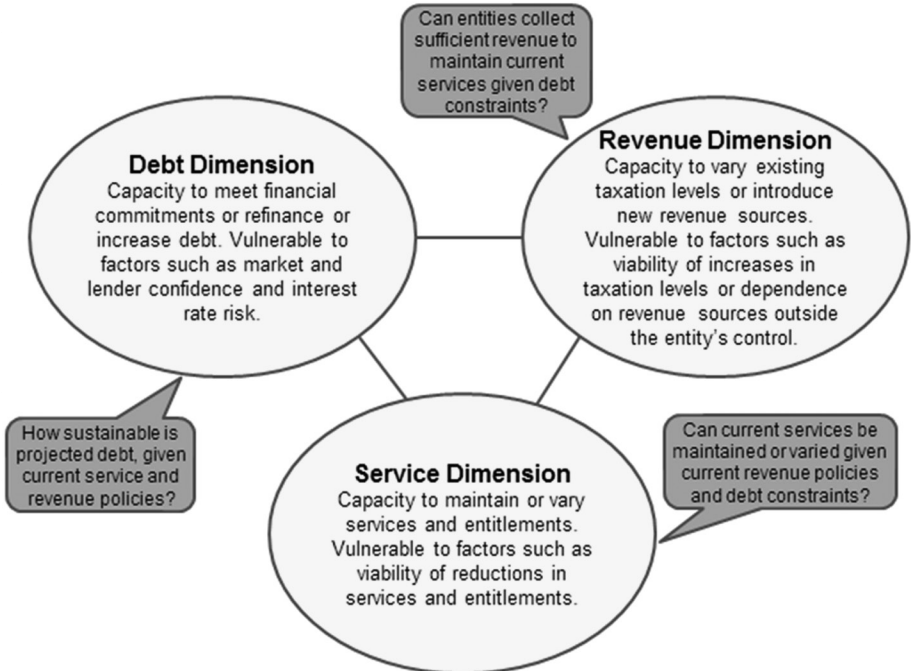 Can entities collect
sufficient revenue to
maintain current
services given debt
constraints?
Debt Dimension
Capacity to meet financial
commitments or refinance or
increase debt. Vulnerable to
factors such as market and
lender confidence and interest
rate risk.
Revenue Dimension
Capacity to vary existing
taxation levels or introduce
new revenue sources.
Vulnerable to factors such as
viability of increases in
taxation levels or dependence
on revenue sources outside
the entity's control.
How sustainable is
projected debt, given
current service and
revenue policies?
Service Dimension
Capacity to maintain or vary
services and entitlements.
Vulnerable to factors such as
viability of reductions in
services and entitlements.
Can current services be
maintained or varied given
current revenue policies
and debt constraints?